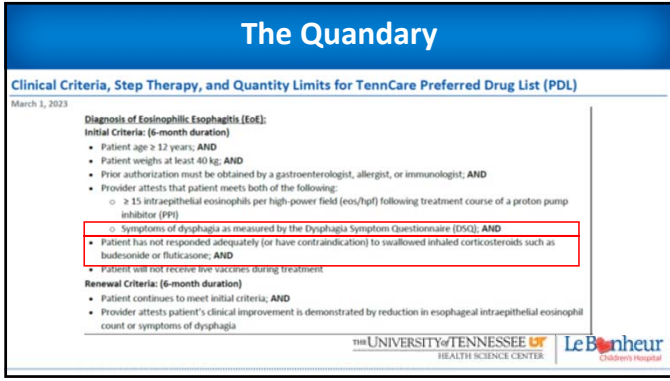 The Quandary
Clinical Criteria, Step Therapy, and Quantity Limits for TennCare Preferred Drug List (PDL)
March 1, 2023
Diagnosis of Eosinophilic Esophagitis (EoE):
Initial Criteria: (6-month duration)
• Patient age ≥ 12 years; AND
• Patient weighs at least 40 kg; AND
• Prior authorization must be obtained by a gastroenterologist, allergist, or immunologist; AND
• Provider attests that patient meets both of the following:
○ ≥ 15 intraepithelial eosinophils per high-power field (eos/hpf) following treatment course of a proton pump
inhibitor (PPI)
○ Symptoms of dysphagia as measured by the Dysphagia Symptom Questionnaire (DSQ); AND
• Patient has not responded adequately (or have contraindication) to swallowed inhaled corticosteroids such as
budesonide or fluticasone; AND
• Patient will not receive live vaccines during treatment
Renewal Criteria: (6-month duration)
• Patient continues to meet initial criteria; AND
• Provider attests patient's clinical improvement is demonstrated by reduction in esophageal intraepithelial eosinophil
count or symptoms of dysphagia
THE UNIVERSITY of TENNESSEE UT
HEALTH SCIENCE CENTER
Le Bonheur
Children's Hospital